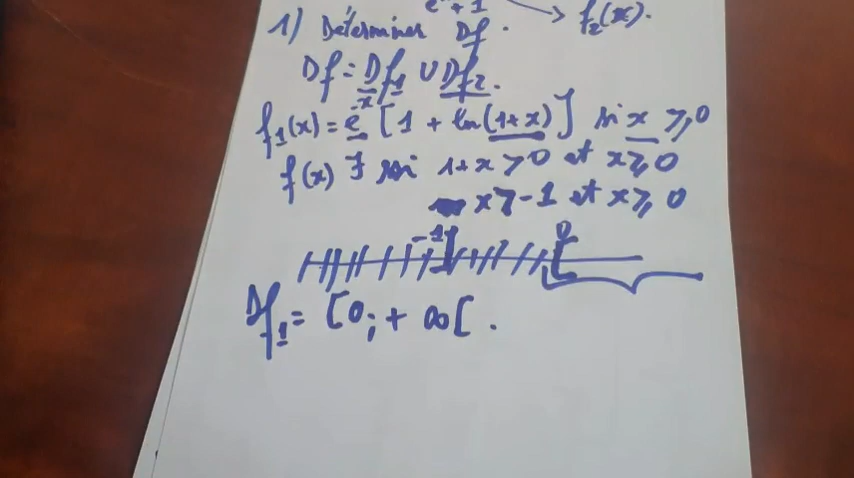 e + 1
→ f₂(x).
1) Déterminer Df.
Df = Df₁ ∪ Df₂.
f₁(x) = e⁻ˣ [1 + ln(1+x)] si x ≥ 0
f(x) ∃ ssi 1+x > 0 et x ≥ 0
x > -1 et x ≥ 0
-1 0
Df₁ = [0; + ∞[.